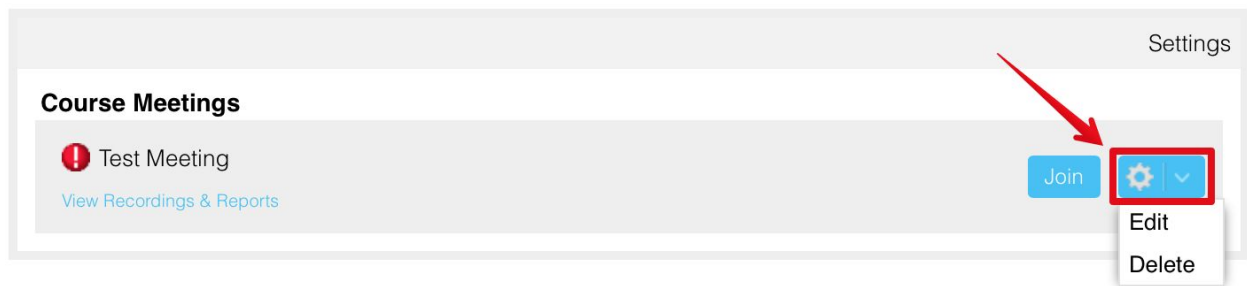 Settings
Course Meetings
Test Meeting
Join
View Recordings & Reports
Edit
Delete